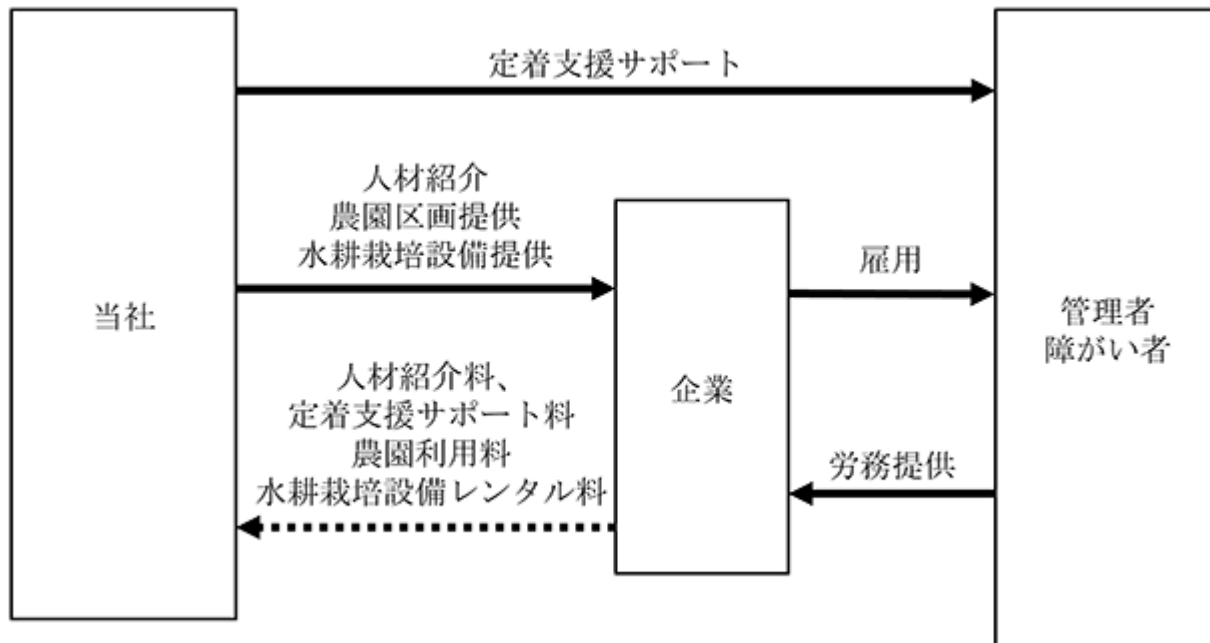 定着支援サポート
人材紹介
農園区画提供
水耕栽培設備提供
当社
人材紹介料、
定着支援サポート料
農園利用料
水耕栽培設備レンタル料
企業
雇用
労務提供
管理者
障がい者